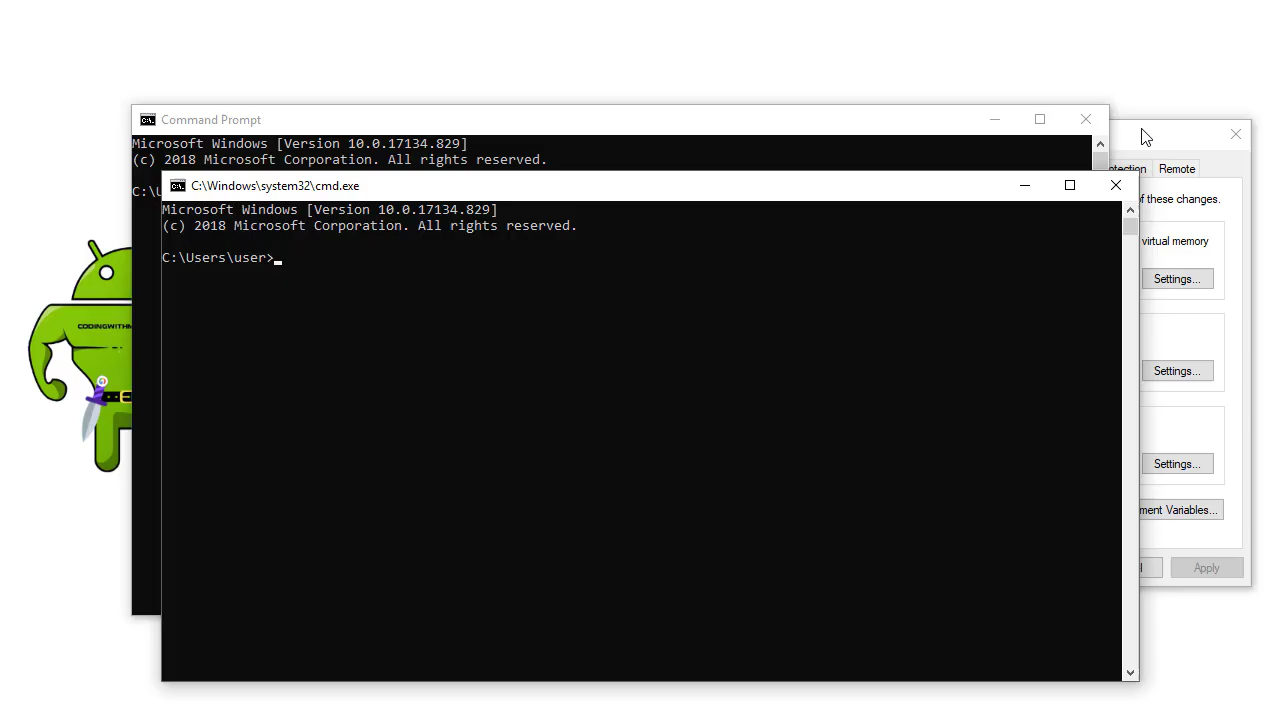 Command Prompt
Microsoft Windows [Version 10.0.17134.829]
(c) 2018 Microsoft Corporation. All rights reserved.
C:\U
C:\Windows\system32\cmd.exe
Microsoft Windows [Version 10.0.17134.829]
(c) 2018 Microsoft Corporation. All rights reserved.
C:\Users\user>
Remote
f these changes.
virtual memory
Settings...
Settings...
Settings...
ment Variables...
Apply
CODINGWITHM